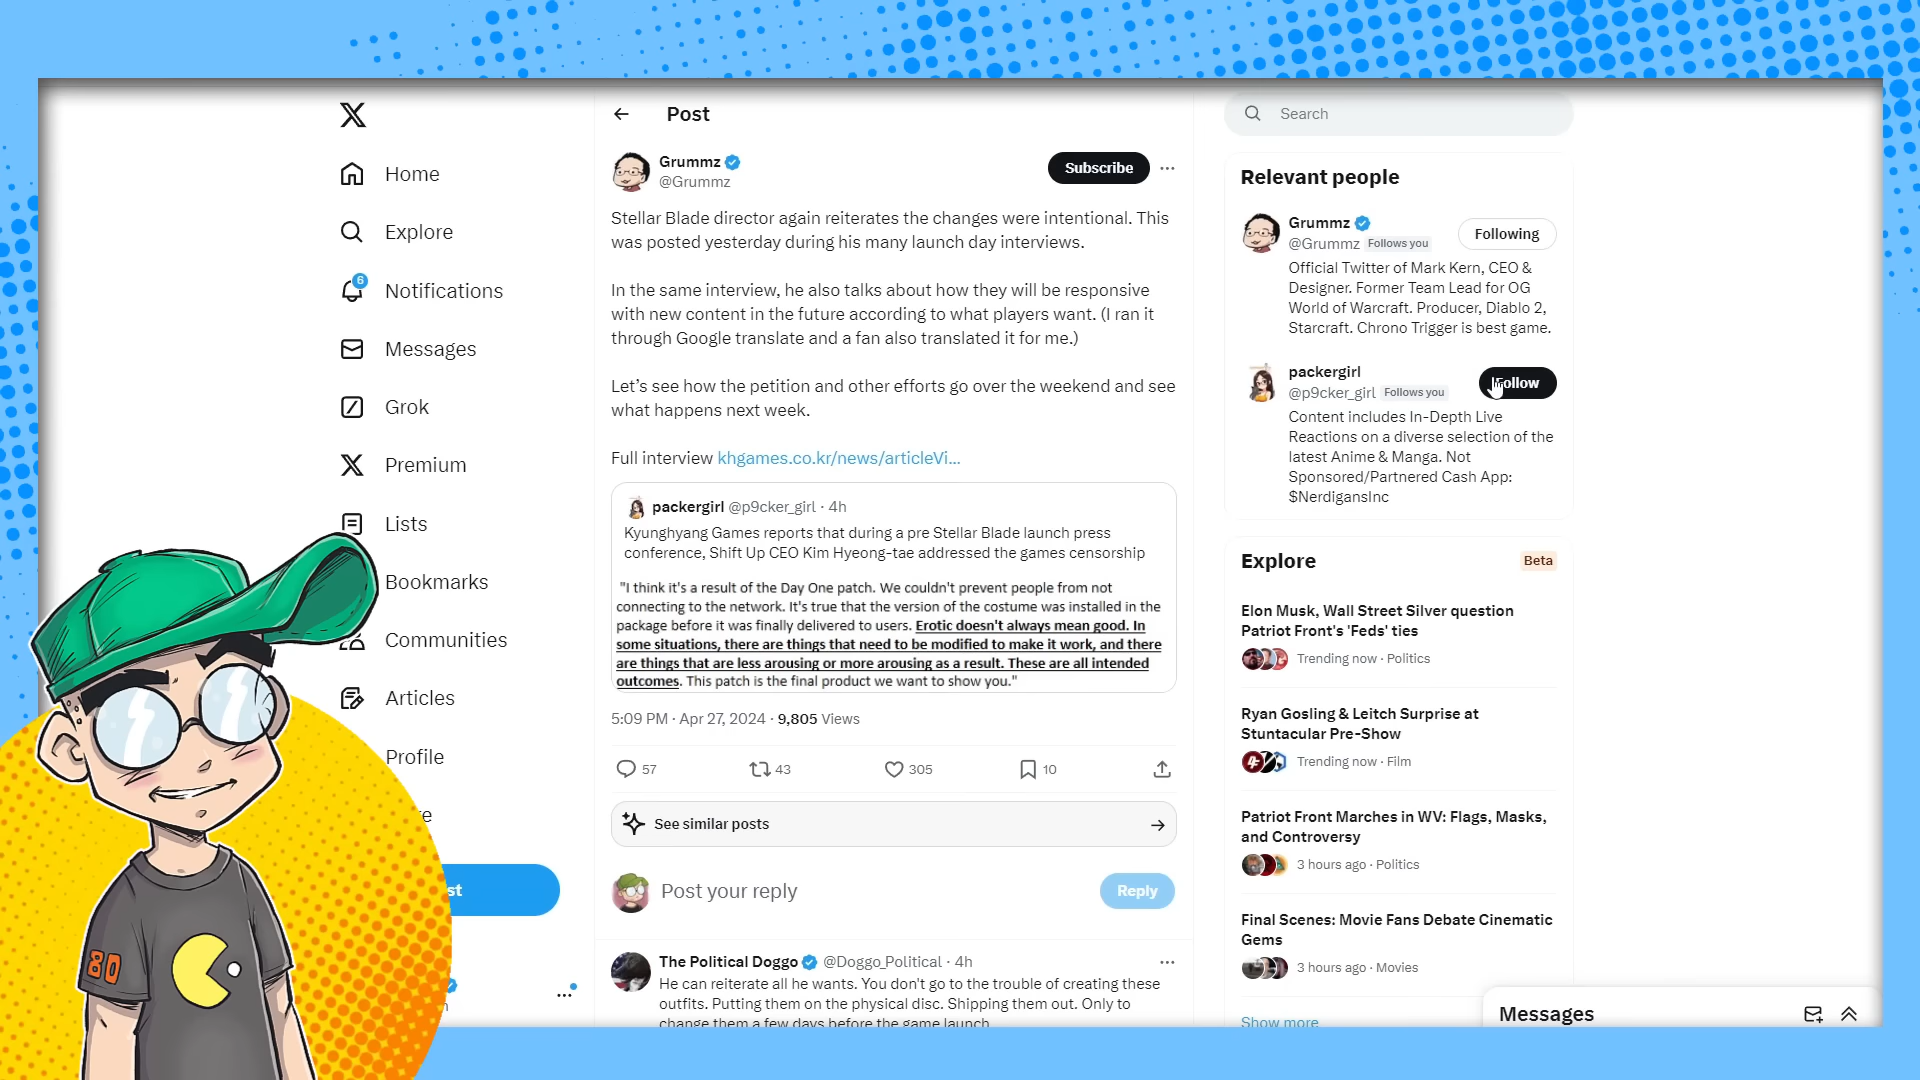 Home
Explore
6
Notifications
Messages
Grok
Premium
Lists
Bookmarks
Communities
Articles
Profile
80
Post
Grummz
@Grummz
Subscribe
Stellar Blade director again reiterates the changes were intentional. This
was posted yesterday during his many launch day interviews.
In the same interview, he also talks about how they will be responsive
with new content in the future according to what players want. (I ran it
through Google translate and a fan also translated it for me.)
Let's see how the petition and other efforts go over the weekend and see
what happens next week.
Full interview khgames.co.kr/news/articleVi...
packergirl @p9cker_girl · 4h
Kyunghyang Games reports that during a pre Stellar Blade launch press
conference, Shift Up CEO Kim Hyeong-tae addressed the games censorship
"I think it's a result of the Day One patch. We couldn't prevent people from not
connecting to the network. It's true that the version of the costume was installed in the
package before it was finally delivered to users. Erotic doesn't always mean good. In
some situations, there are things that need to be modified to make it work, and there
are things that are less arousing or more arousing as a result. These are all intended
outcomes. This patch is the final product we want to show you."
5:09 PM · Apr 27, 2024 · 9,805 Views
57
43
305
10
See similar posts
Post your reply
Reply
The Political Doggo @Doggo_Political · 4h
He can reiterate all he wants. You don't go to the trouble of creating these
outfits. Putting them on the physical disc. Shipping them out. Only to
change them a few days before the game launch
Search
Relevant people
Grummz
@Grummz Follows you
Following
Official Twitter of Mark Kern, CEO &
Designer. Former Team Lead for OG
World of Warcraft. Producer, Diablo 2,
Starcraft. Chrono Trigger is best game.
packergirl
@p9cker_girl Follows you
Follow
Content includes In-Depth Live
Reactions on a diverse selection of the
latest Anime & Manga. Not
Sponsored/Partnered Cash App:
$NerdigansInc
Explore
Beta
Elon Musk, Wall Street Silver question
Patriot Front's 'Feds' ties
Trending now · Politics
Ryan Gosling & Leitch Surprise at
Stuntacular Pre-Show
Trending now · Film
Patriot Front Marches in WV: Flags, Masks,
and Controversy
3 hours ago · Politics
Final Scenes: Movie Fans Debate Cinematic
Gems
3 hours ago · Movies
Show more
Messages